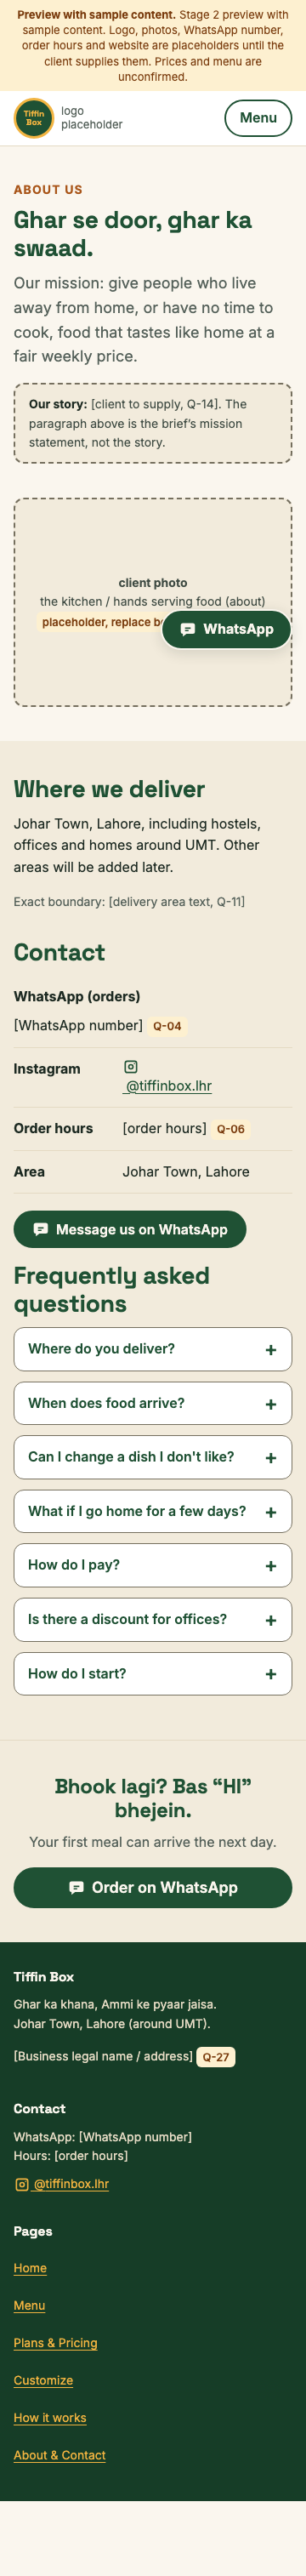 Preview with sample content. Stage 2 preview with
sample content. Logo, photos, WhatsApp number,
order hours and website are placeholders until the
client supplies them. Prices and menu are
unconfirmed.
Tiffin
Box
logo
placeholder
Menu
ABOUT US
Ghar se door, ghar ka
swaad.
Our mission: give people who live
away from home, or have no time to
cook, food that tastes like home at a
fair weekly price.
Our story: [client to supply, Q-14]. The
paragraph above is the brief’s mission
statement, not the story.
client photo
the kitchen / hands serving food (about)
placeholder, replace
WhatsApp
Where we deliver
Johar Town, Lahore, including hostels,
offices and homes around UMT. Other
areas will be added later.
Exact boundary: [delivery area text, Q-11]
Contact
WhatsApp (orders)
[WhatsApp number] Q-04
Instagram
@tiffinbox.lhr
Order hours [order hours] Q-06
Area Johar Town, Lahore
Message us on WhatsApp
Frequently asked
questions
Where do you deliver? +
When does food arrive? +
Can I change a dish I don't like? +
What if I go home for a few days? +
How do I pay? +
Is there a discount for offices? +
How do I start? +
Bhook lagi? Bas “HI”
bhejein.
Your first meal can arrive the next day.
Order on WhatsApp
Tiffin Box
Ghar ka khana, Ammi ke pyaar jaisa.
Johar Town, Lahore (around UMT).
[Business legal name / address] Q-27
Contact
WhatsApp: [WhatsApp number]
Hours: [order hours]
@tiffinbox.lhr
Pages
Home
Menu
Plans & Pricing
Customize
How it works
About & Contact